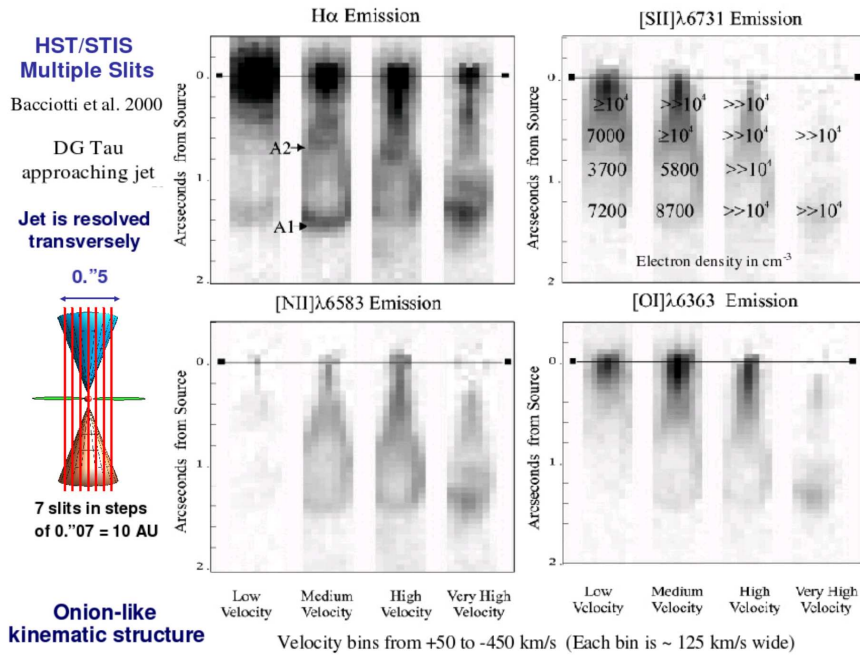 HST/STIS
Multiple Slits
Bacciotti et al. 2000
DG Tau
approaching jet
Jet is resolved
transversely
0."5
7 slits in steps
of 0."07 = 10 AU
Onion-like
kinematic structure
Hα Emission
Arcseconds from Source
0.
1.
2.
A2
A1
[SII]λ6731 Emission
Arcseconds from Source
0.
1.
2.
≥10⁴ >>10⁴ >>10⁴
7000 ≥10⁴ >>10⁴ >>10⁴
3700 5800 >>10⁴
7200 8700 >>10⁴ >>10⁴
Electron density in cm⁻³
[NII]λ6583 Emission
Arcseconds from Source
0.
1.
2.
[OI]λ6363 Emission
Arcseconds from Source
0.
1.
2.
Low Velocity
Medium Velocity
High Velocity
Very High Velocity
Low Velocity
Medium Velocity
High Velocity
Very High Velocity
Velocity bins from +50 to -450 km/s (Each bin is ~ 125 km/s wide)